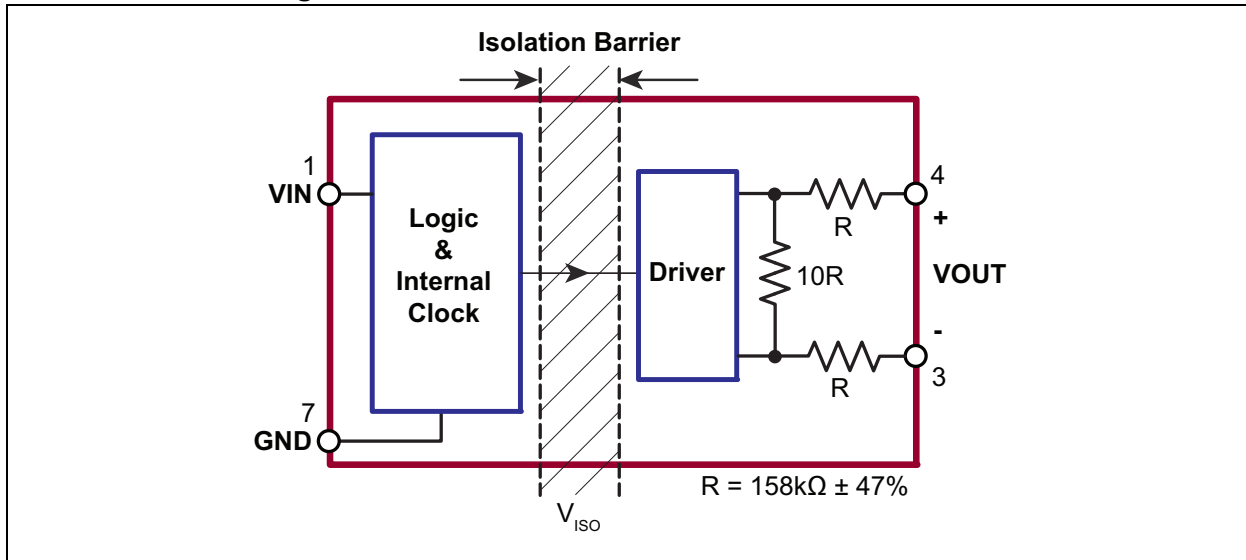 Isolation Barrier
1
VIN
Logic
&
Internal
Clock
7
GND
Driver
10R
R
R
4
+
VOUT
-
3
R = 158kΩ ± 47%
VISO